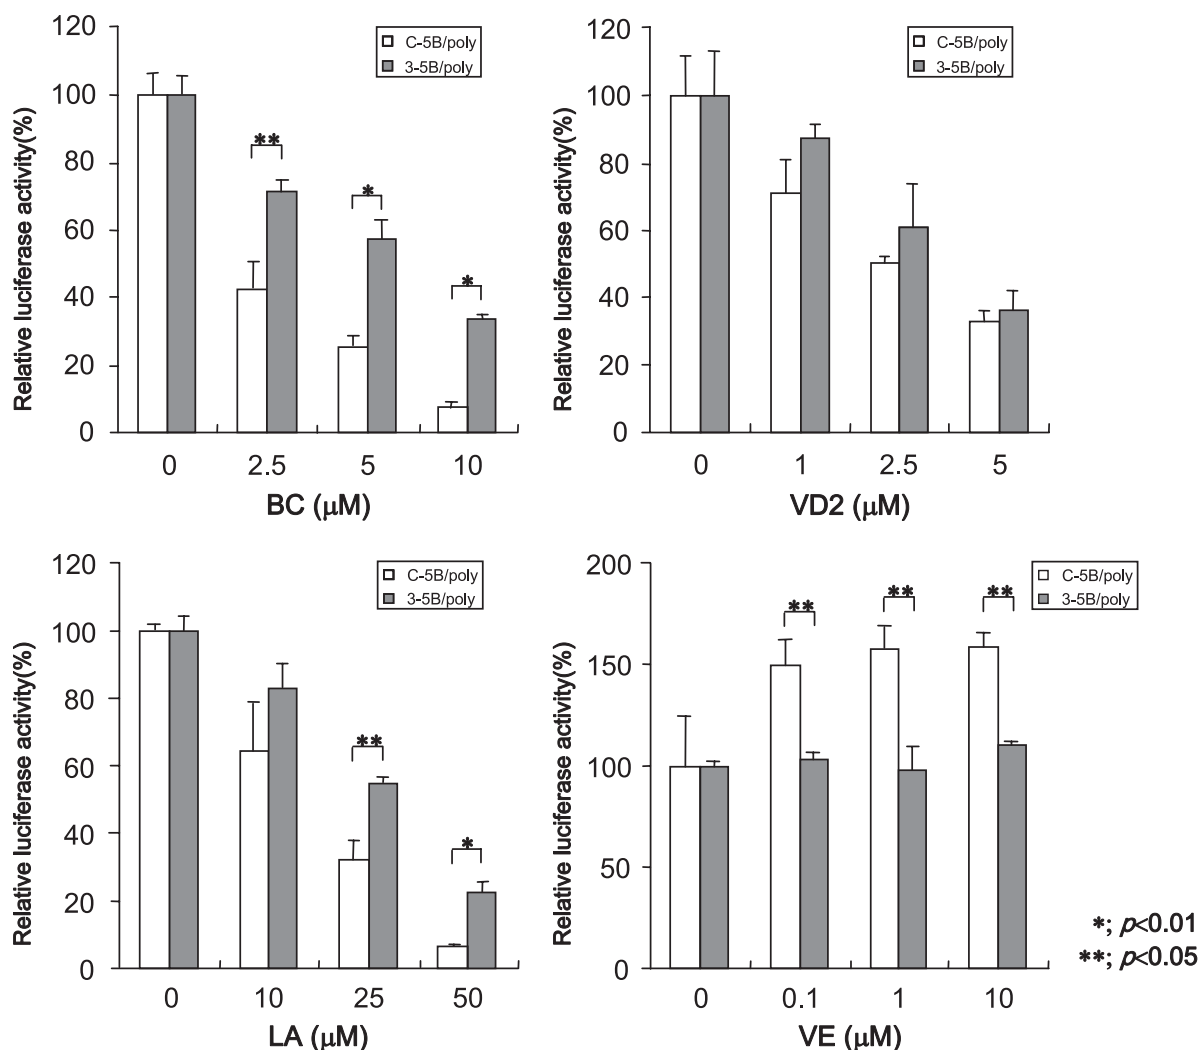 120
100
80
60
40
20
0
Relative luciferase activity(%)
C-5B/poly
3-5B/poly
**
*
*
0 2.5 5 10
BC (μM)
120
100
80
60
40
20
0
Relative luciferase activity(%)
C-5B/poly
3-5B/poly
0 1 2.5 5
VD2 (μM)
120
100
80
60
40
20
0
Relative luciferase activity(%)
C-5B/poly
3-5B/poly
**
*
0 10 25 50
LA (μM)
200
150
100
50
0
Relative luciferase activity(%)
C-5B/poly
3-5B/poly
**
**
**
0 0.1 1 10
VE (μM)
*; p<0.01
**; p<0.05